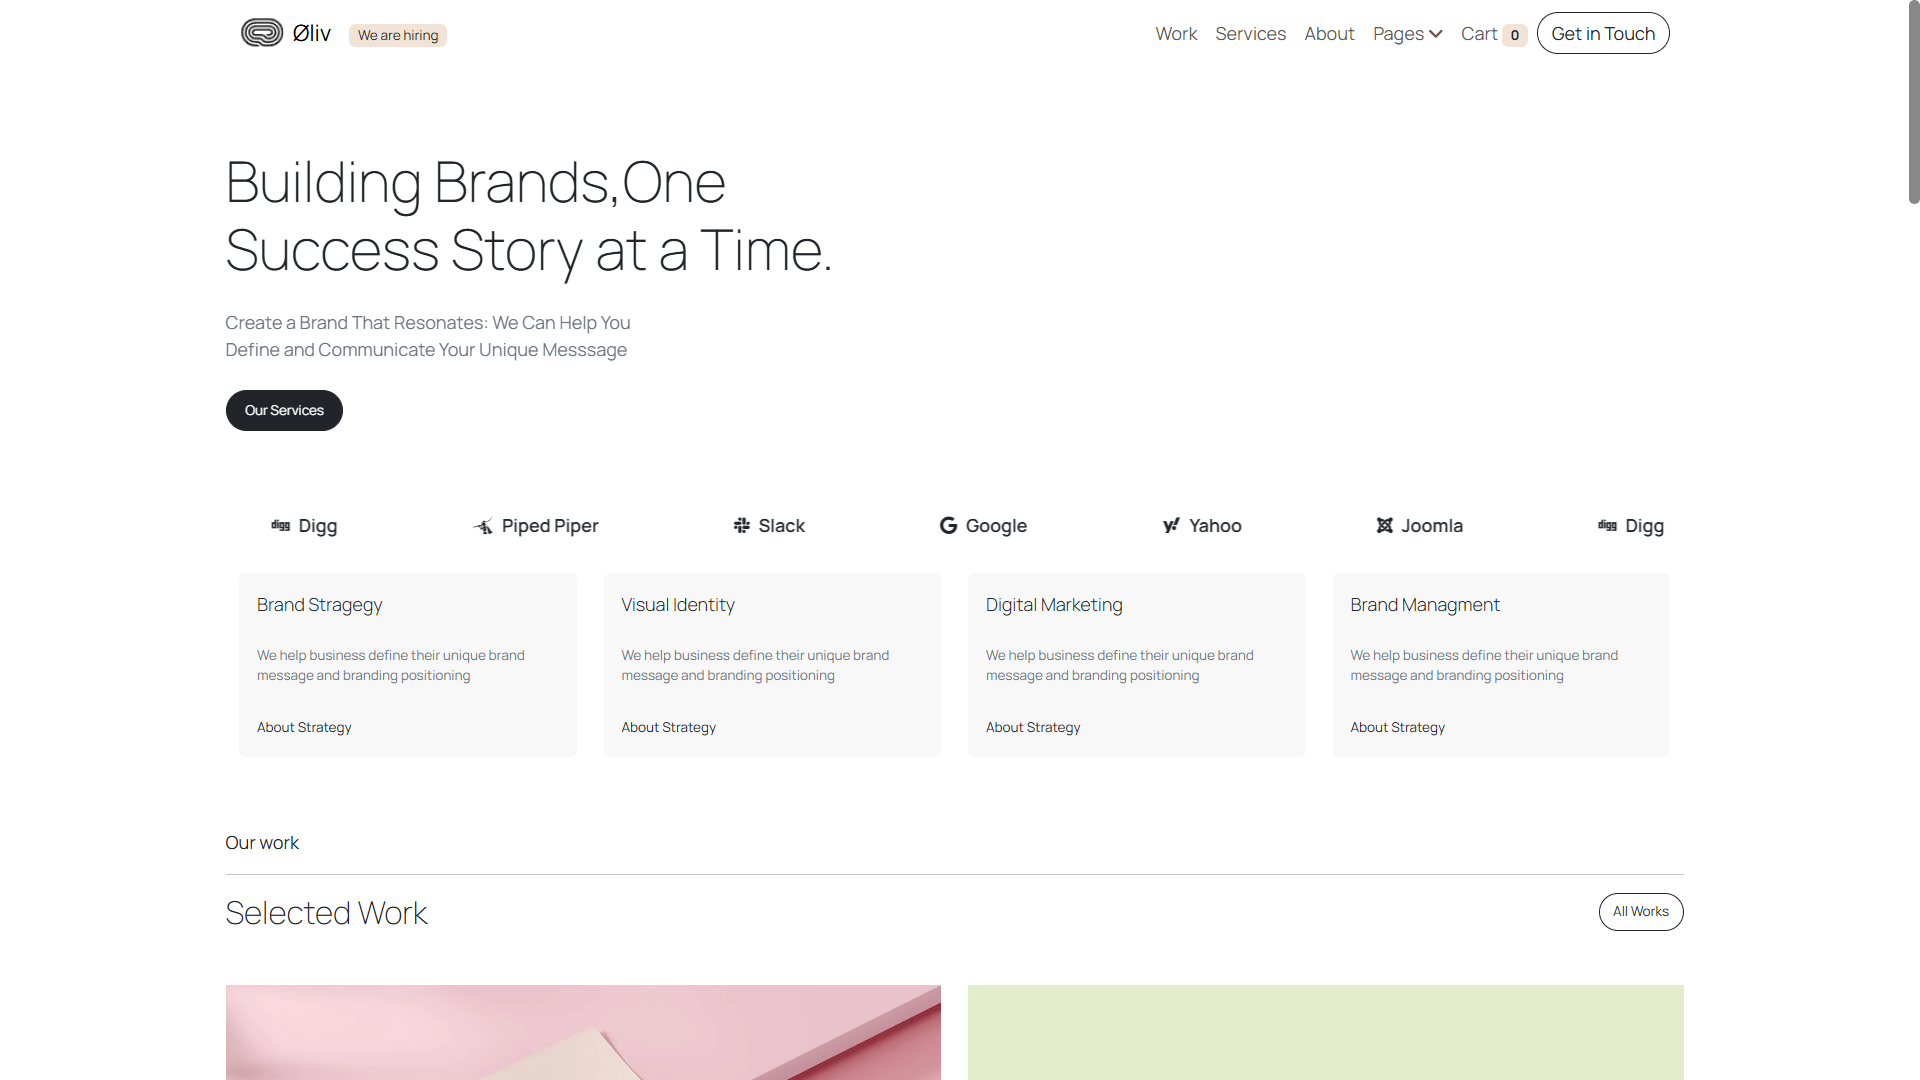 Øliv
We are hiring
Work
Services
About
Pages
Cart 0
Get in Touch
Building Brands,One
Success Story at a Time.
Create a Brand That Resonates: We Can Help You
Define and Communicate Your Unique Messsage
Our Services
digg Digg
Piped Piper
Slack
Google
Yahoo
Joomla
digg Digg
Brand Stragegy
We help business define their unique brand
message and branding positioning
About Strategy
Visual Identity
We help business define their unique brand
message and branding positioning
About Strategy
Digital Marketing
We help business define their unique brand
message and branding positioning
About Strategy
Brand Managment
We help business define their unique brand
message and branding positioning
About Strategy
Our work
Selected Work
All Works